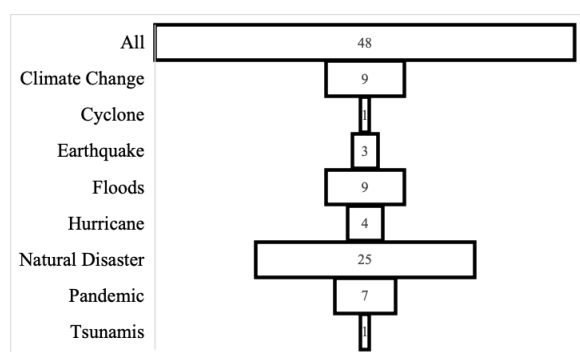 All 48
Climate Change 9
Cyclone 1
Earthquake 3
Floods 9
Hurricane 4
Natural Disaster 25
Pandemic 7
Tsunamis 1